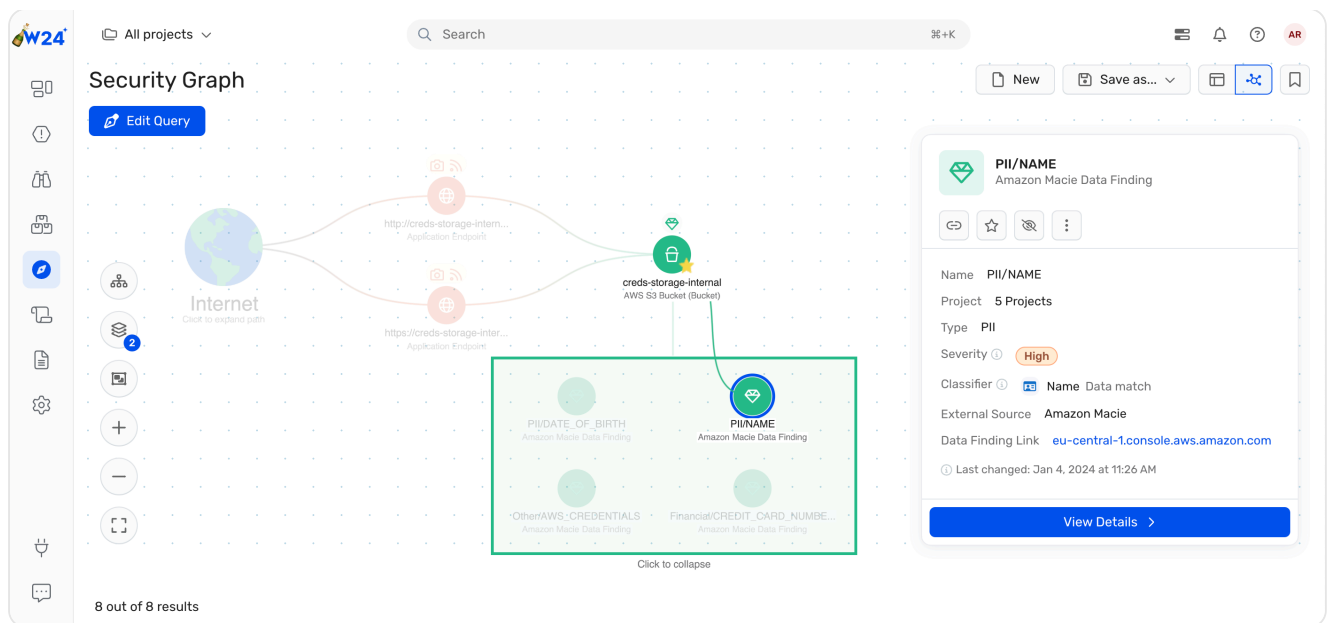 W24
All projects
Search
⌘+K
AR
Security Graph
New
Save as...
Edit Query
PII/NAME
Amazon Macie Data Finding
http://creds-storage-intern...
Application Endpoint
creds-storage-internal
AWS S3 Bucket (Bucket)
Internet
Click to expand path
https://creds-storage-inter...
Application Endpoint
2
Name PII/NAME
Project 5 Projects
Type PII
Severity High
Classifier Name Data match
External Source Amazon Macie
Data Finding Link eu-central-1.console.aws.amazon.com
Last changed: Jan 4, 2024 at 11:26 AM
View Details
PII/DATE_OF_BIRTH
Amazon Macie Data Finding
PII/NAME
Amazon Macie Data Finding
Other/AWS_CREDENTIALS
Amazon Macie Data Finding
Financial/CREDIT_CARD_NUMBE...
Amazon Macie Data Finding
Click to collapse
8 out of 8 results